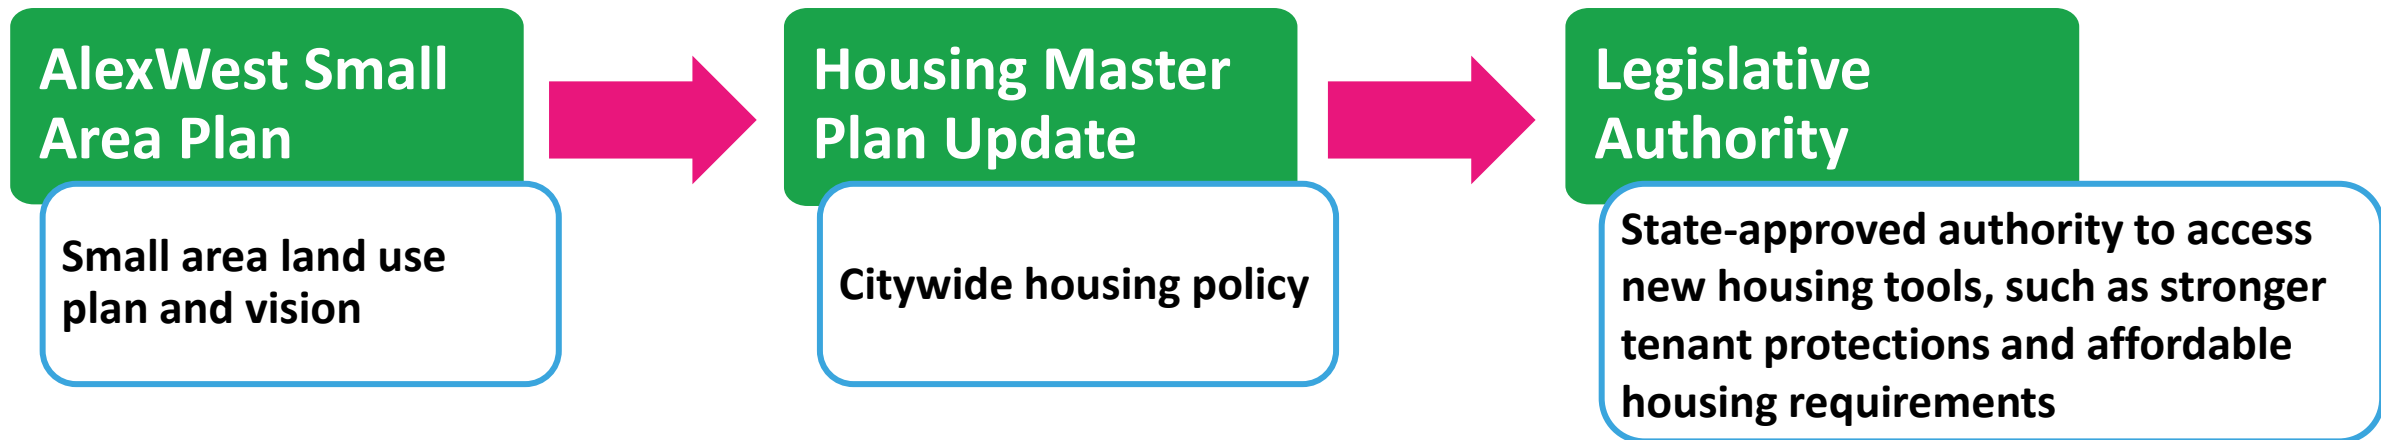 AlexWest Small
Area Plan
Small area land use
plan and vision
Housing Master
Plan Update
Citywide housing policy
Legislative
Authority
State-approved authority to access
new housing tools, such as stronger
tenant protections and affordable
housing requirements